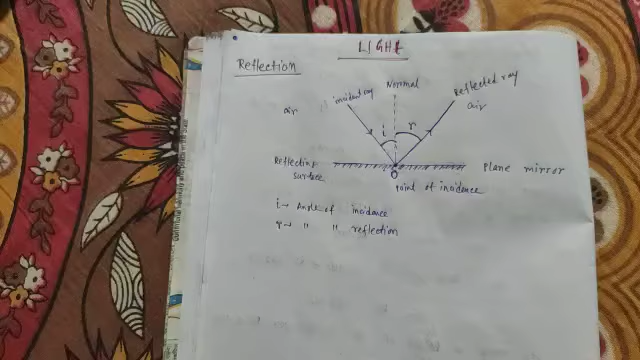 LIGHT
Reflection
Normal
incident ray
Reflected ray
air
air
i
r
Reflecting
surface
Plane mirror
O
Point of incidence
i → Angle of incidence
r → " " reflection